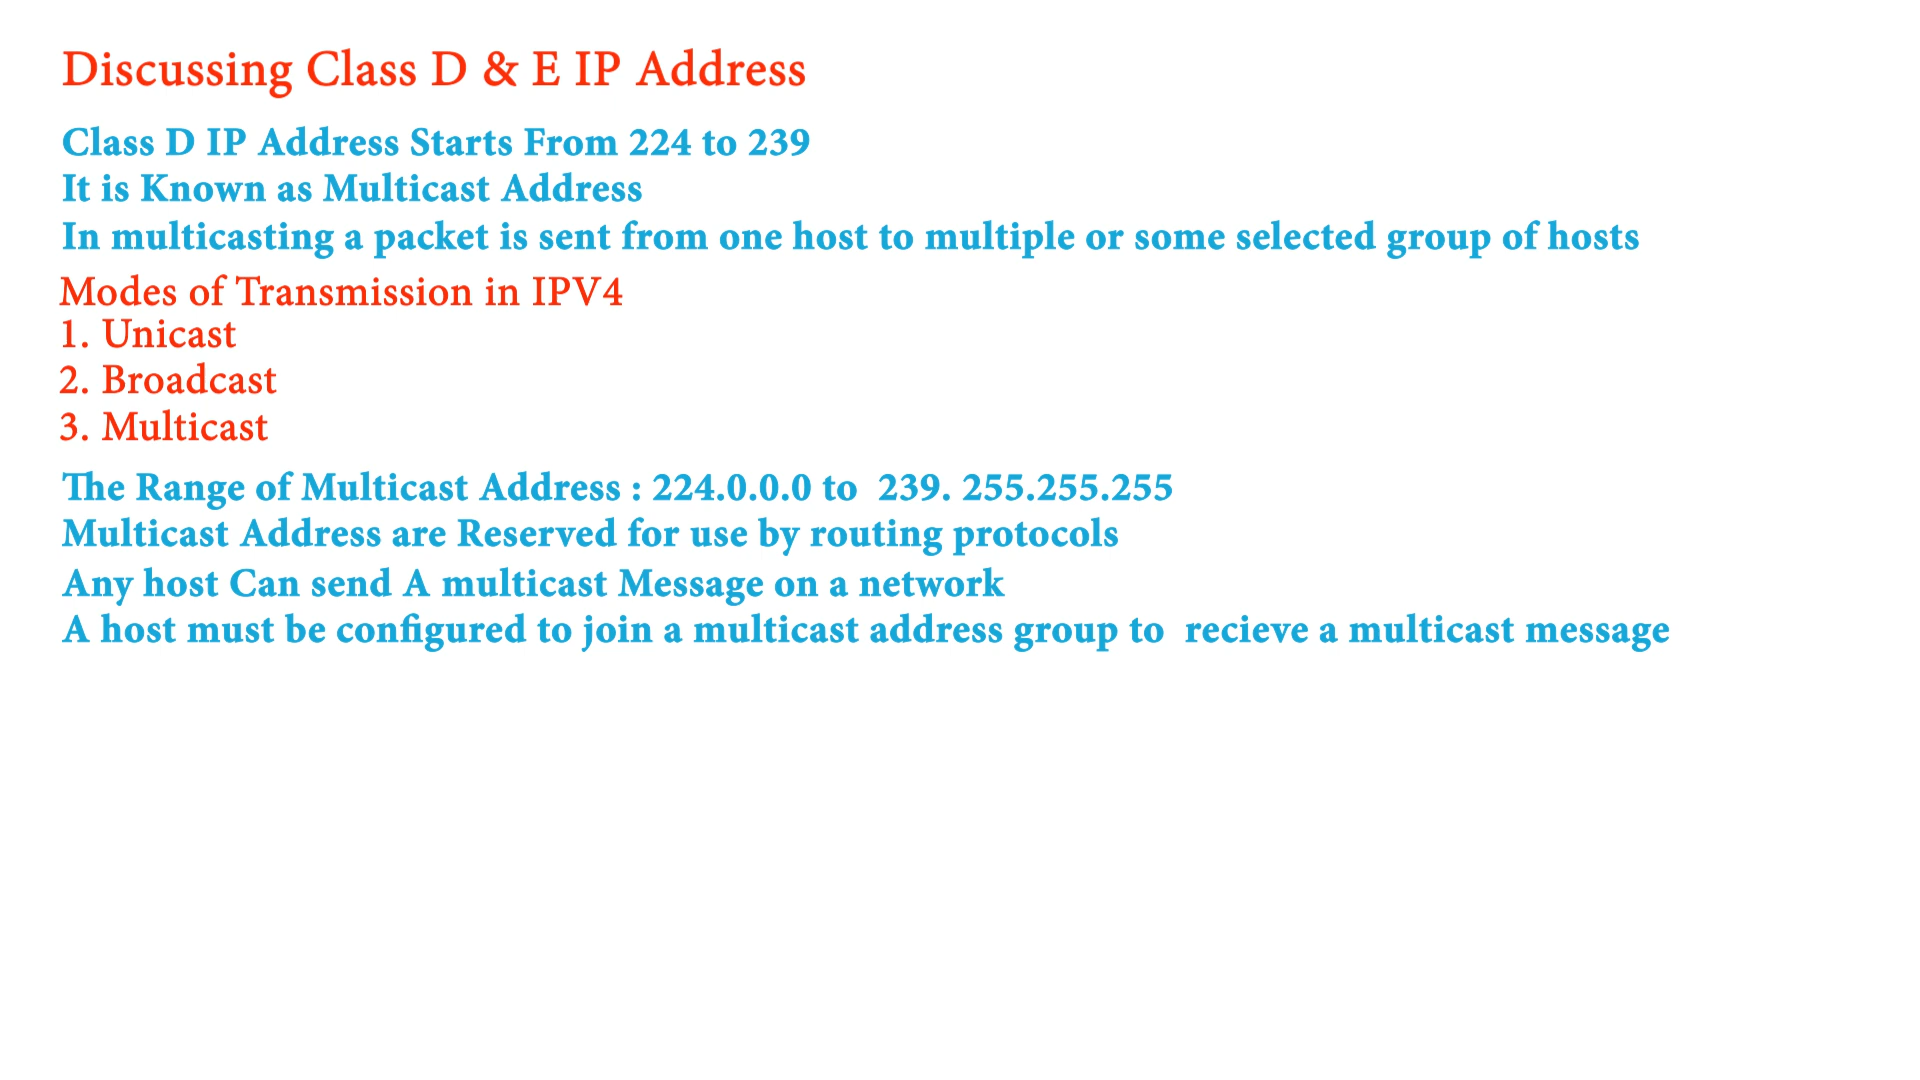 Discussing Class D & E IP Address
Class D IP Address Starts From 224 to 239
It is Known as Multicast Address
In multicasting a packet is sent from one host to multiple or some selected group of hosts
Modes of Transmission in IPV4
1. Unicast
2. Broadcast
3. Multicast
The Range of Multicast Address : 224.0.0.0 to  239. 255.255.255
Multicast Address are Reserved for use by routing protocols
Any host Can send A multicast Message on a network
A host must be configured to join a multicast address group to  recieve a multicast message